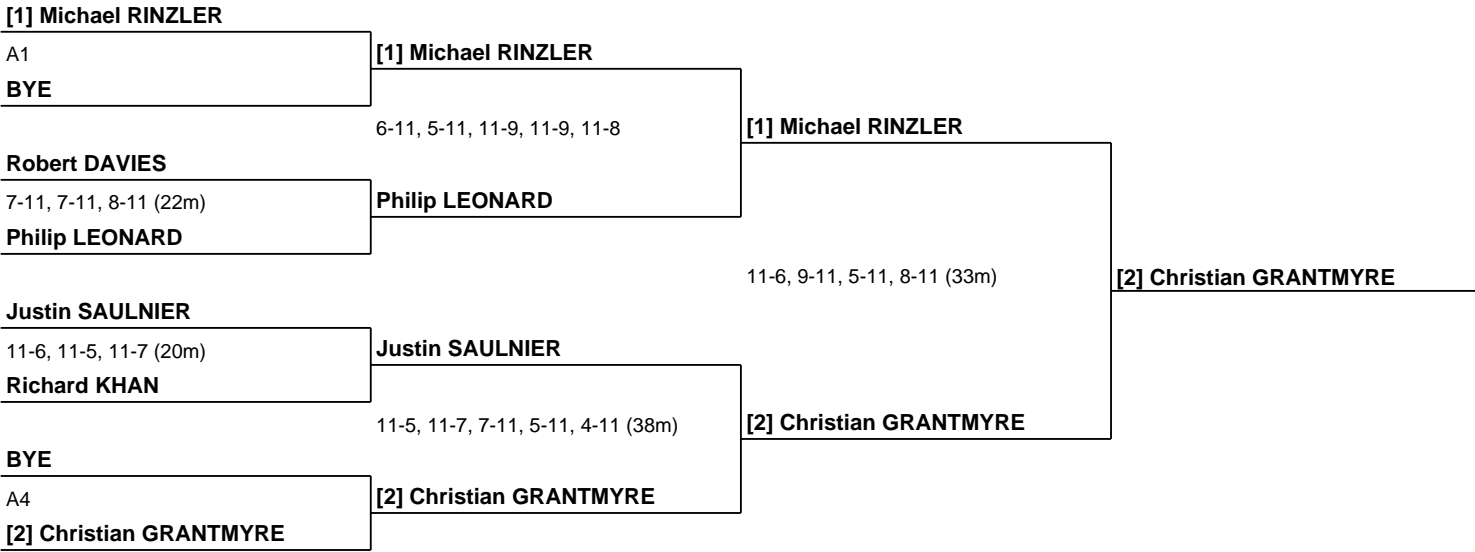 [1] Michael RINZLER
A1
BYE
[1] Michael RINZLER
6-11, 5-11, 11-9, 11-9, 11-8
[1] Michael RINZLER
Robert DAVIES
7-11, 7-11, 8-11 (22m)
Philip LEONARD
Philip LEONARD
11-6, 9-11, 5-11, 8-11 (33m)
[2] Christian GRANTMYRE
Justin SAULNIER
11-6, 11-5, 11-7 (20m)
Richard KHAN
Justin SAULNIER
11-5, 11-7, 7-11, 5-11, 4-11 (38m)
[2] Christian GRANTMYRE
BYE
A4
[2] Christian GRANTMYRE
[2] Christian GRANTMYRE